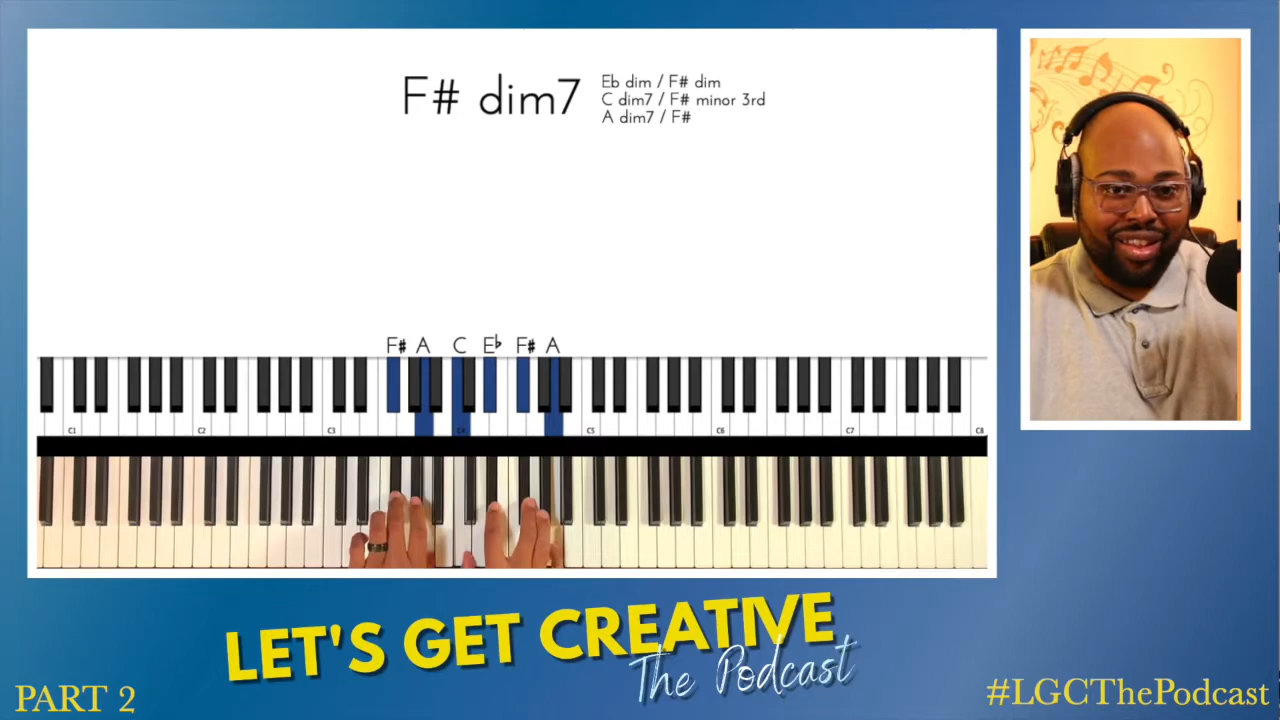 F# dim7
Eb dim / F# dim
C dim7 / F# minor 3rd
A dim7 / F#
F# A C E♭ F# A
C1 C2 C3 C4 C5 C6 C7 C8
LET'S GET CREATIVE
The Podcast
PART 2
#LGCThePodcast